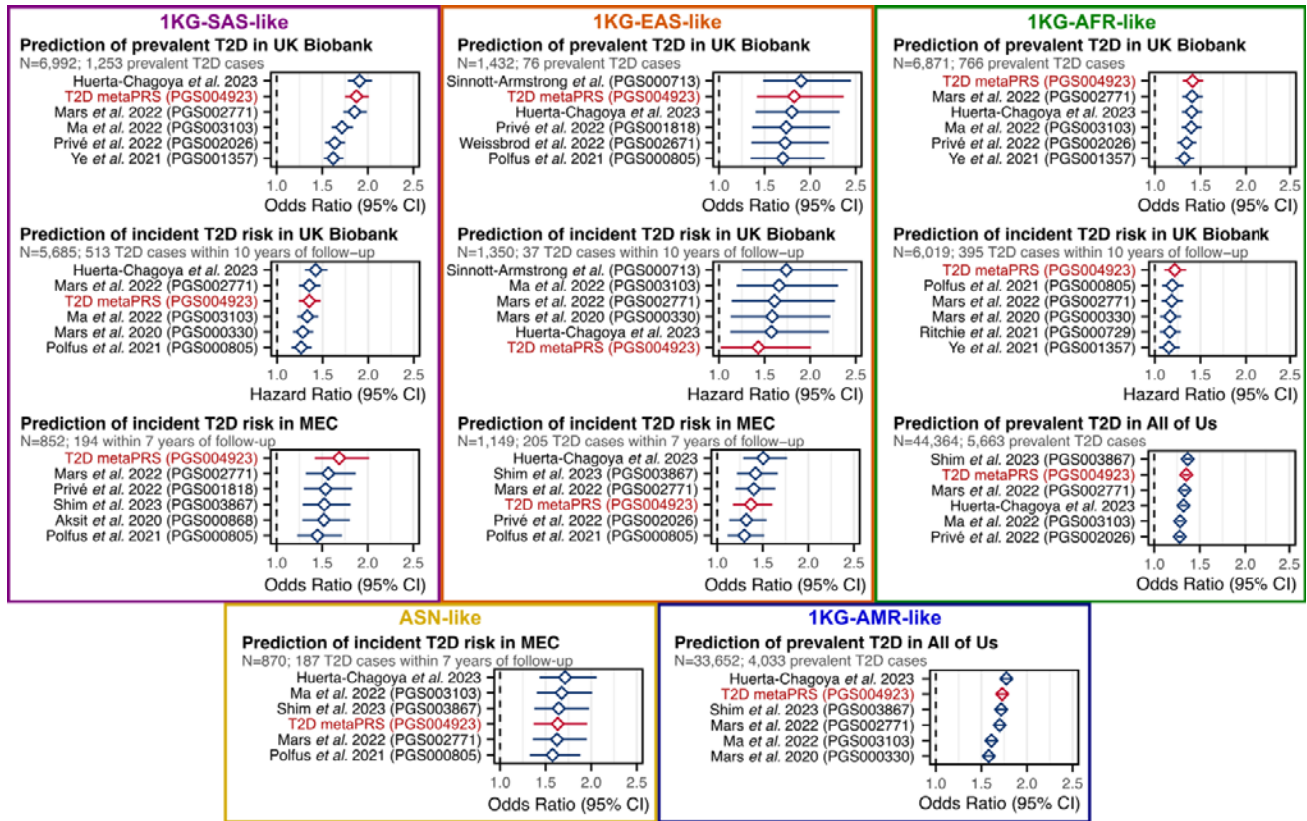 1KG-SAS-like
Prediction of prevalent T2D in UK Biobank
N=6,992; 1,253 prevalent T2D cases
Huerta-Chagoya et al. 2023
T2D metaPRS (PGS004923)
Mars et al. 2022 (PGS002771)
Ma et al. 2022 (PGS003103)
Privé et al. 2022 (PGS002026)
Ye et al. 2021 (PGS001357)
1.0 1.5 2.0 2.5
Odds Ratio (95% CI)
Prediction of incident T2D risk in UK Biobank
N=5,685; 513 T2D cases within 10 years of follow-up
Huerta-Chagoya et al. 2023
Mars et al. 2022 (PGS002771)
T2D metaPRS (PGS004923)
Ma et al. 2022 (PGS003103)
Mars et al. 2020 (PGS000330)
Polfus et al. 2021 (PGS000805)
1.0 1.5 2.0 2.5
Hazard Ratio (95% CI)
Prediction of incident T2D risk in MEC
N=852; 194 within 7 years of follow-up
T2D metaPRS (PGS004923)
Mars et al. 2022 (PGS002771)
Privé et al. 2022 (PGS001818)
Shim et al. 2023 (PGS003867)
Aksit et al. 2020 (PGS000868)
Polfus et al. 2021 (PGS000805)
1.0 1.5 2.0 2.5
Odds Ratio (95% CI)
1KG-EAS-like
Prediction of prevalent T2D in UK Biobank
N=1,432; 76 prevalent T2D cases
Sinnott-Armstrong et al. (PGS000713)
T2D metaPRS (PGS004923)
Huerta-Chagoya et al. 2023
Privé et al. 2022 (PGS001818)
Weissbrod et al. 2022 (PGS002671)
Polfus et al. 2021 (PGS000805)
1.0 1.5 2.0 2.5
Odds Ratio (95% CI)
Prediction of incident T2D risk in UK Biobank
N=1,350; 37 T2D cases within 10 years of follow-up
Sinnott-Armstrong et al. (PGS000713)
Ma et al. 2022 (PGS003103)
Mars et al. 2022 (PGS002771)
Mars et al. 2020 (PGS000330)
Huerta-Chagoya et al. 2023
T2D metaPRS (PGS004923)
1.0 1.5 2.0 2.5
Hazard Ratio (95% CI)
Prediction of incident T2D risk in MEC
N=1,149; 205 T2D cases within 7 years of follow-up
Huerta-Chagoya et al. 2023
Shim et al. 2023 (PGS003867)
Mars et al. 2022 (PGS002771)
T2D metaPRS (PGS004923)
Privé et al. 2022 (PGS002026)
Polfus et al. 2021 (PGS000805)
1.0 1.5 2.0 2.5
Odds Ratio (95% CI)
1KG-AFR-like
Prediction of prevalent T2D in UK Biobank
N=6,871; 766 prevalent T2D cases
T2D metaPRS (PGS004923)
Mars et al. 2022 (PGS002771)
Huerta-Chagoya et al. 2023
Ma et al. 2022 (PGS003103)
Privé et al. 2022 (PGS002026)
Ye et al. 2021 (PGS001357)
1.0 1.5 2.0 2.5
Odds Ratio (95% CI)
Prediction of incident T2D risk in UK Biobank
N=6,019; 395 T2D cases within 10 years of follow-up
T2D metaPRS (PGS004923)
Polfus et al. 2021 (PGS000805)
Mars et al. 2022 (PGS002771)
Mars et al. 2020 (PGS000330)
Ritchie et al. 2021 (PGS000729)
Ye et al. 2021 (PGS001357)
1.0 1.5 2.0 2.5
Hazard Ratio (95% CI)
Prediction of prevalent T2D in All of Us
N=44,364; 5,663 prevalent T2D cases
Shim et al. 2023 (PGS003867)
T2D metaPRS (PGS004923)
Mars et al. 2022 (PGS002771)
Huerta-Chagoya et al. 2023
Ma et al. 2022 (PGS003103)
Privé et al. 2022 (PGS002026)
1.0 1.5 2.0 2.5
Odds Ratio (95% CI)
ASN-like
Prediction of incident T2D risk in MEC
N=870; 187 T2D cases within 7 years of follow-up
Huerta-Chagoya et al. 2023
Ma et al. 2022 (PGS003103)
Shim et al. 2023 (PGS003867)
T2D metaPRS (PGS004923)
Mars et al. 2022 (PGS002771)
Polfus et al. 2021 (PGS000805)
1.0 1.5 2.0 2.5
Odds Ratio (95% CI)
1KG-AMR-like
Prediction of prevalent T2D in All of Us
N=33,652; 4,033 prevalent T2D cases
Huerta-Chagoya et al. 2023
T2D metaPRS (PGS004923)
Shim et al. 2023 (PGS003867)
Mars et al. 2022 (PGS002771)
Ma et al. 2022 (PGS003103)
Mars et al. 2020 (PGS000330)
1.0 1.5 2.0 2.5
Odds Ratio (95% CI)